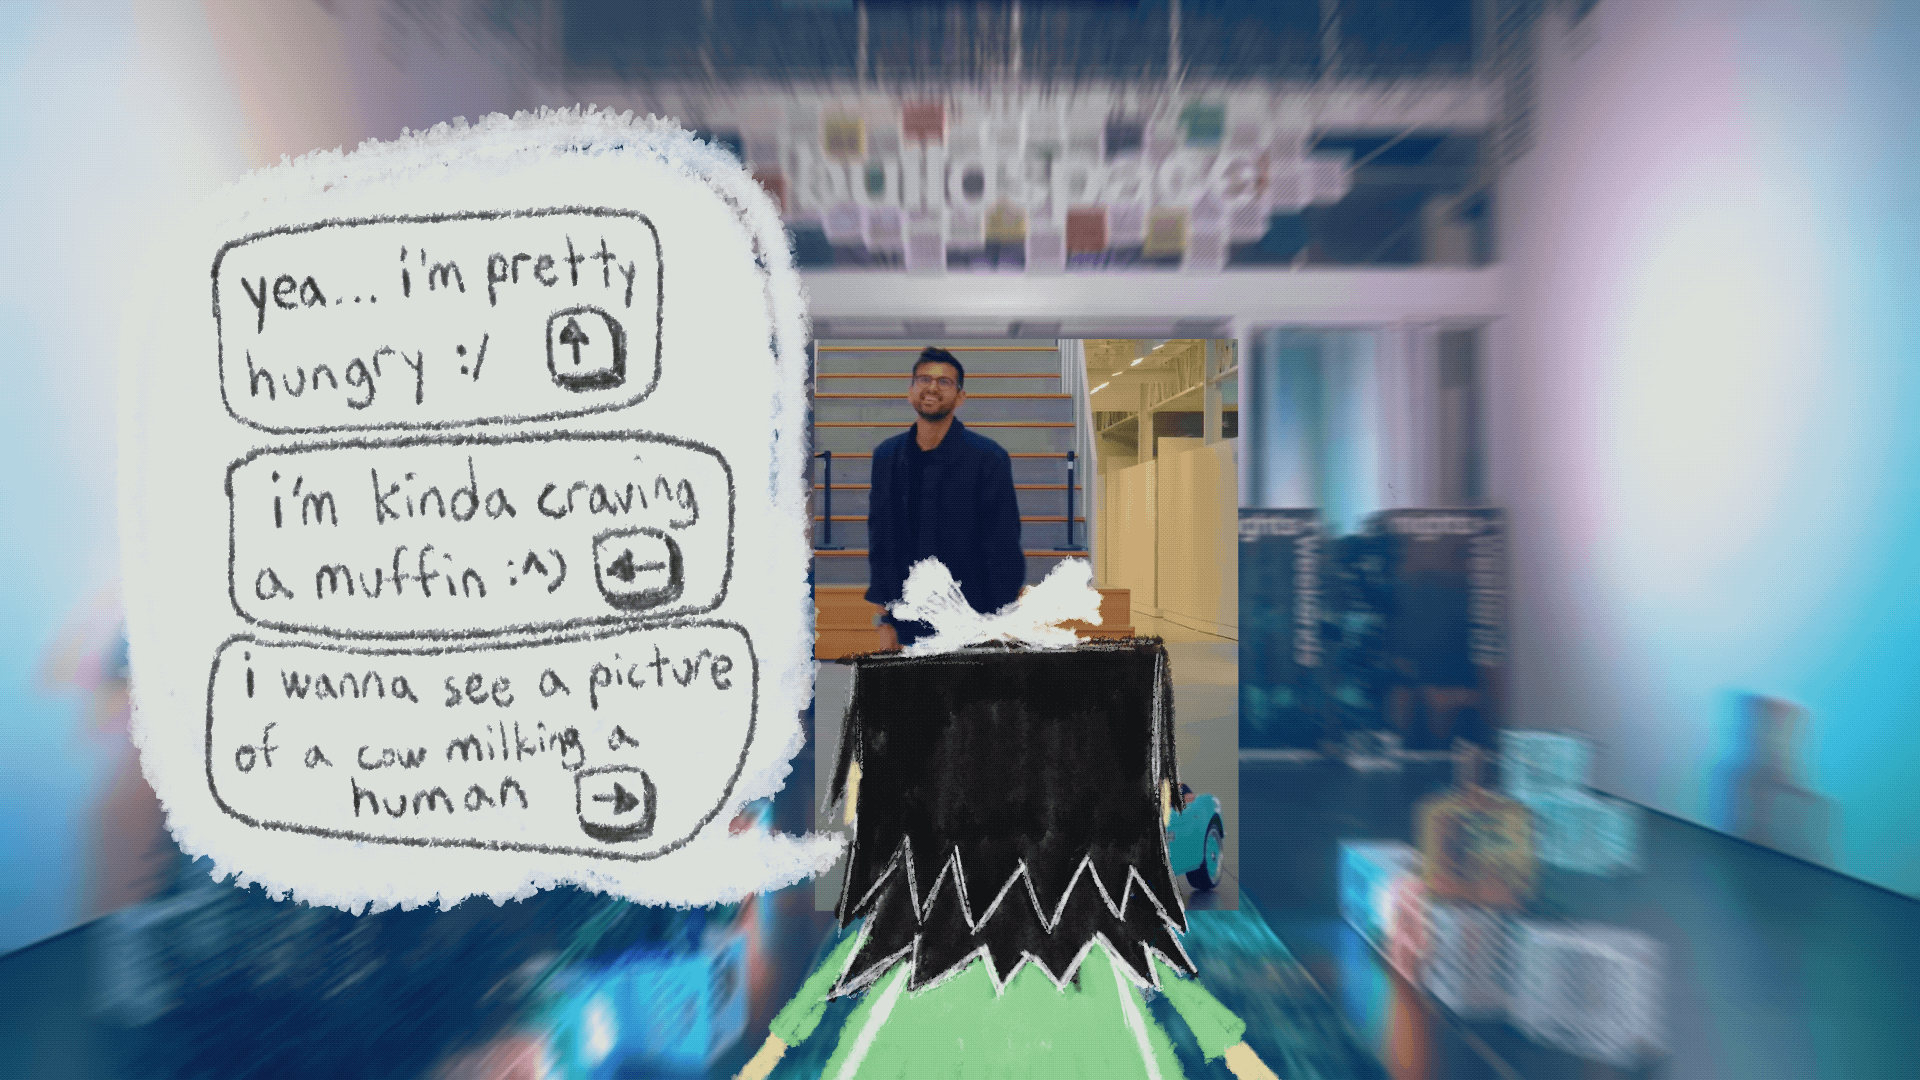 buildspace
yea... i'm pretty
hungry :/ ↑
i'm kinda craving
a muffin :^) ←
i wanna see a picture
of a cow milking a
human →